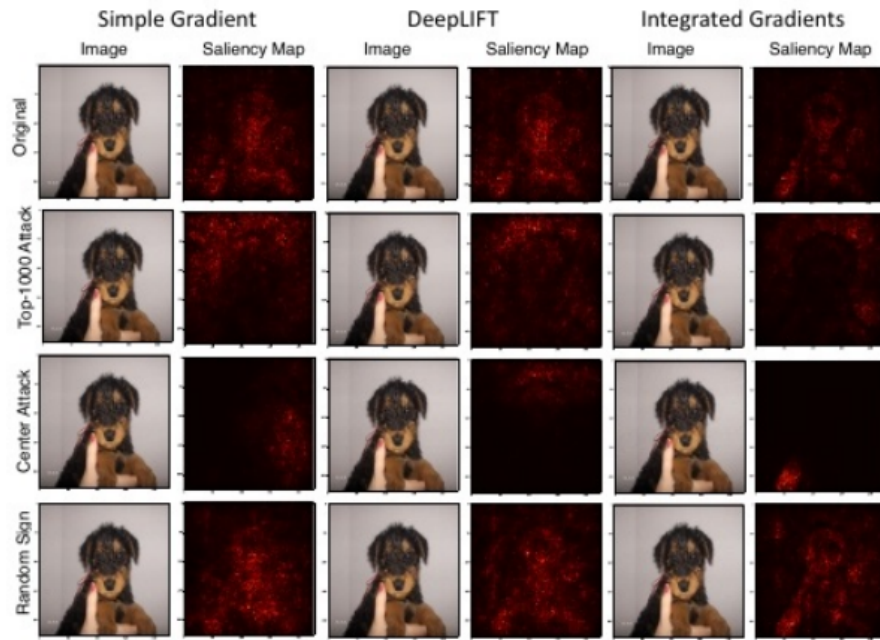 Simple Gradient DeepLIFT Integrated Gradients
Image Saliency Map Image Saliency Map Image Saliency Map
Original
Top-1000 Attack
Center Attack
Random Sign